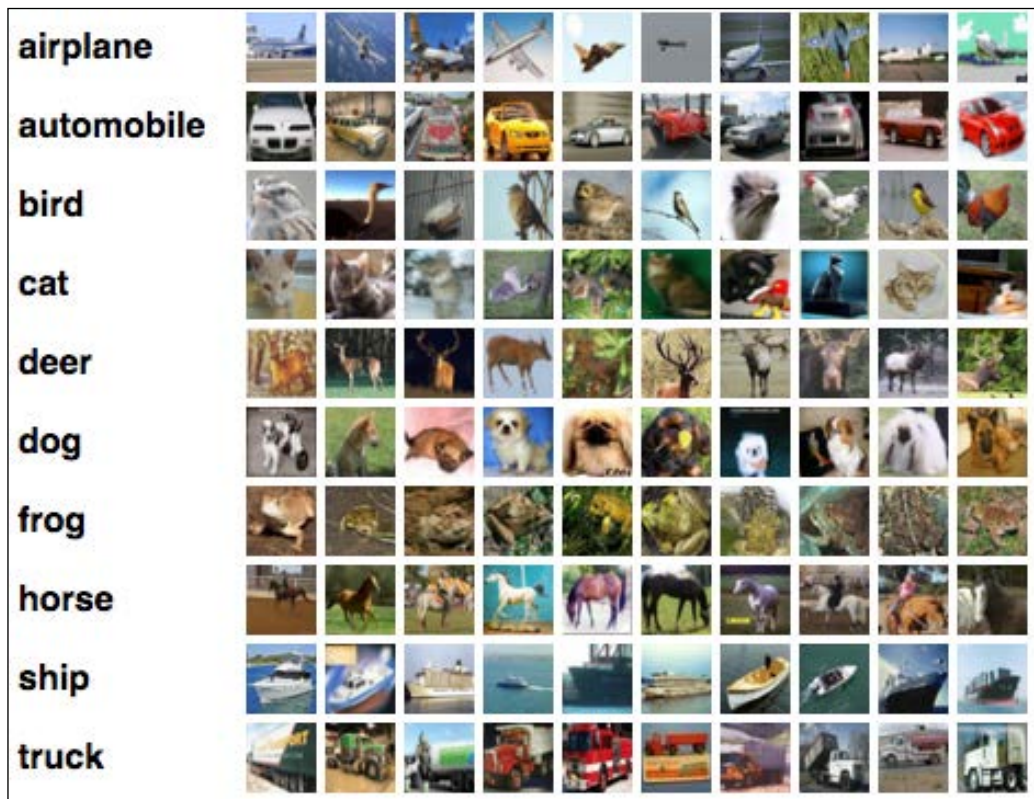 airplane
automobile
bird
cat
deer
dog
frog
horse
ship
truck